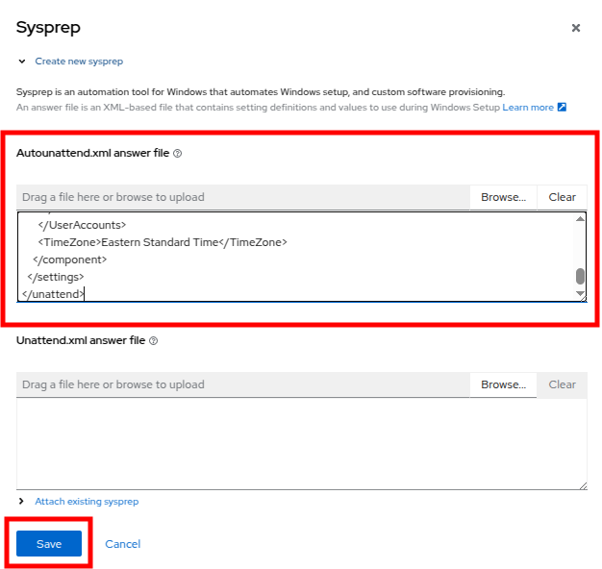 Sysprep
Create new sysprep
Sysprep is an automation tool for Windows that automates Windows setup, and custom software provisioning.
An answer file is an XML-based file that contains setting definitions and values to use during Windows Setup Learn more
Autounattend.xml answer file
Drag a file here or browse to upload Browse... Clear
</UserAccounts>
<TimeZone>Eastern Standard Time</TimeZone>
</component>
</settings>
</unattend>
Unattend.xml answer file
Drag a file here or browse to upload Browse... Clear
Attach existing sysprep
Save Cancel